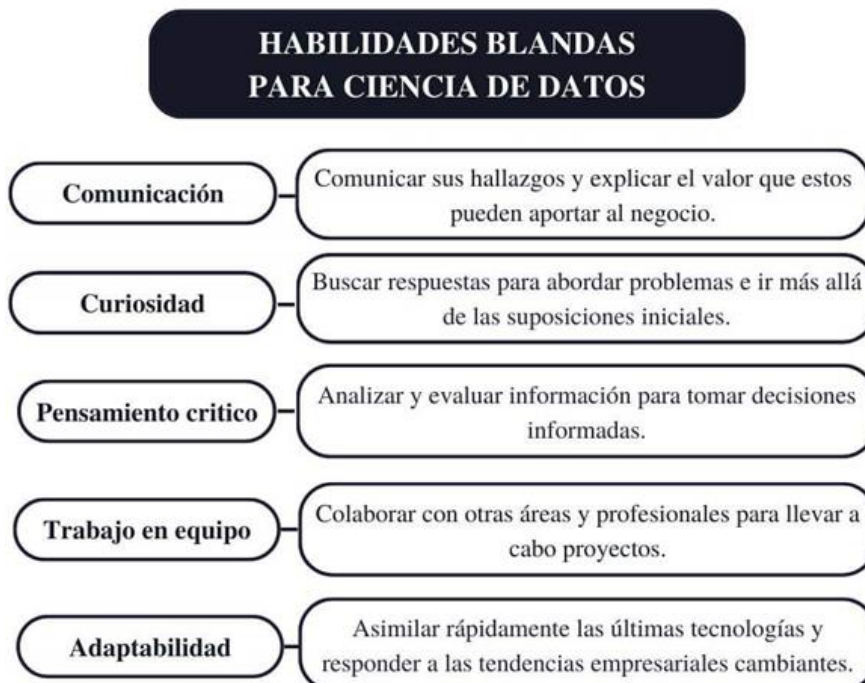 HABILIDADES BLANDAS
PARA CIENCIA DE DATOS
Comunicación
Comunicar sus hallazgos y explicar el valor que estos
pueden aportar al negocio.
Curiosidad
Buscar respuestas para abordar problemas e ir más allá
de las suposiciones iniciales.
Pensamiento critico
Analizar y evaluar información para tomar decisiones
informadas.
Trabajo en equipo
Colaborar con otras áreas y profesionales para llevar a
cabo proyectos.
Adaptabilidad
Asimilar rápidamente las últimas tecnologías y
responder a las tendencias empresariales cambiantes.